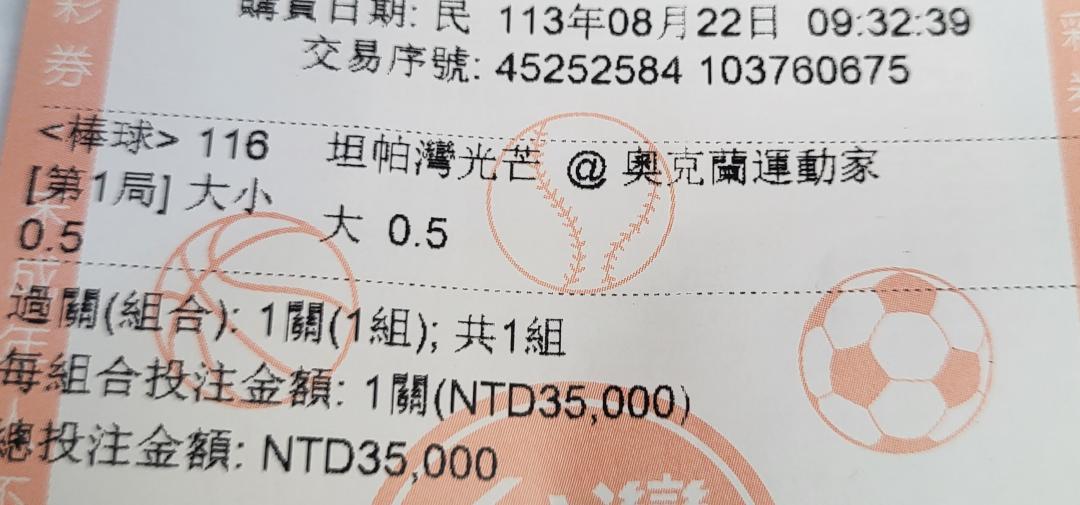 彩券
購買日期: 民 113年08月22日 09:32:39
交易序號: 45252584 103760675
<棒球> 116 坦帕灣光芒 @ 奧克蘭運動家
[第1局] 大小
0.5 大 0.5
過關(組合): 1關(1組); 共1組
每組合投注金額: 1關(NTD35,000)
總投注金額: NTD35,000